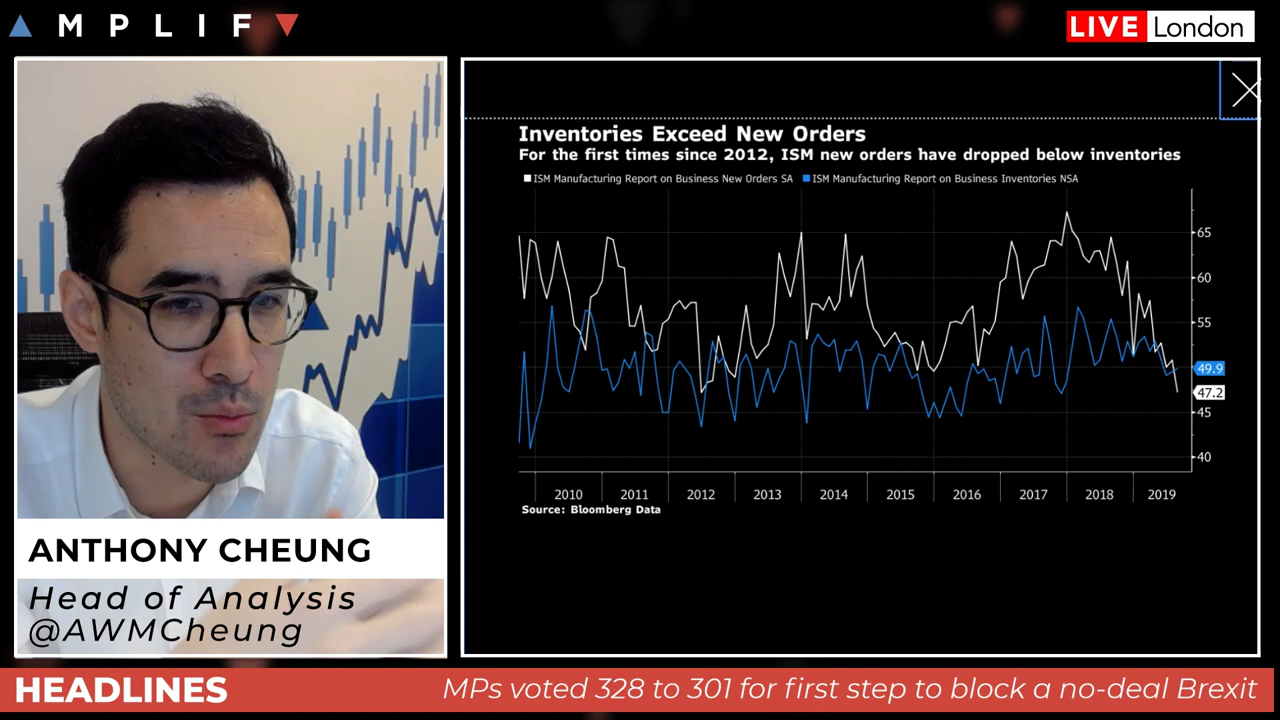 MPLIF
LIVE London
Inventories Exceed New Orders
For the first times since 2012, ISM new orders have dropped below inventories
ISM Manufacturing Report on Business New Orders SA ISM Manufacturing Report on Business Inventories NSA
65
60
55
49.9
47.2
45
40
2010 2011 2012 2013 2014 2015 2016 2017 2018 2019
Source: Bloomberg Data
ANTHONY CHEUNG
Head of Analysis
@AWMCheung
HEADLINES MPs voted 328 to 301 for first step to block a no-deal Brexit